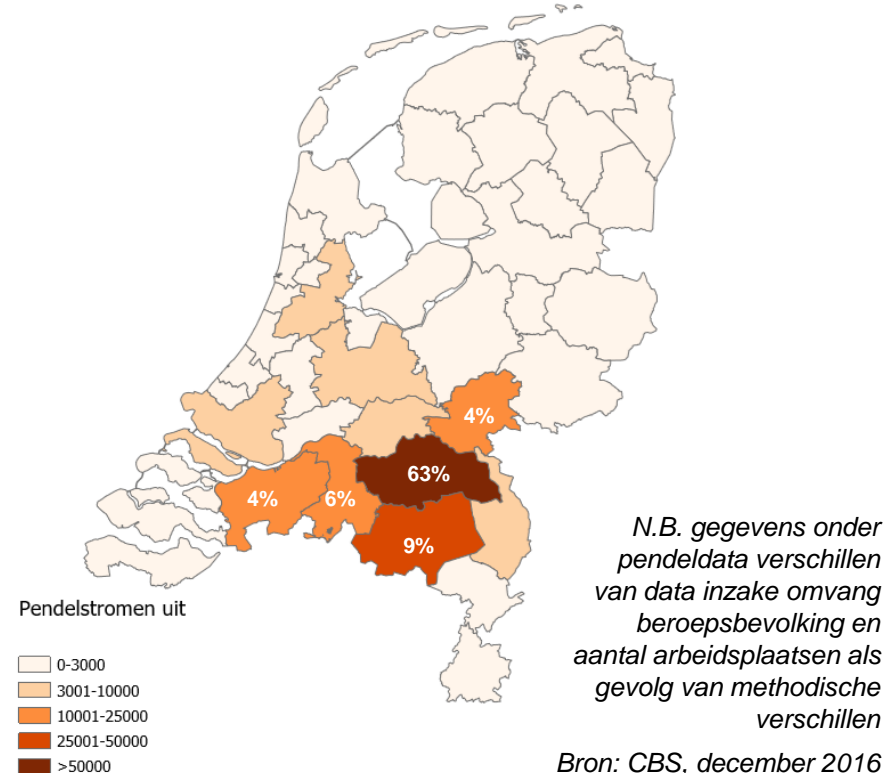 4%
63%
4%
6%
9%
N.B. gegevens onder
pendeldata verschillen
van data inzake omvang
beroepsbevolking en
aantal arbeidsplaatsen als
gevolg van methodische
verschillen
Bron: CBS, december 2016
Pendelstromen uit
0-3000
3001-10000
10001-25000
25001-50000
>50000